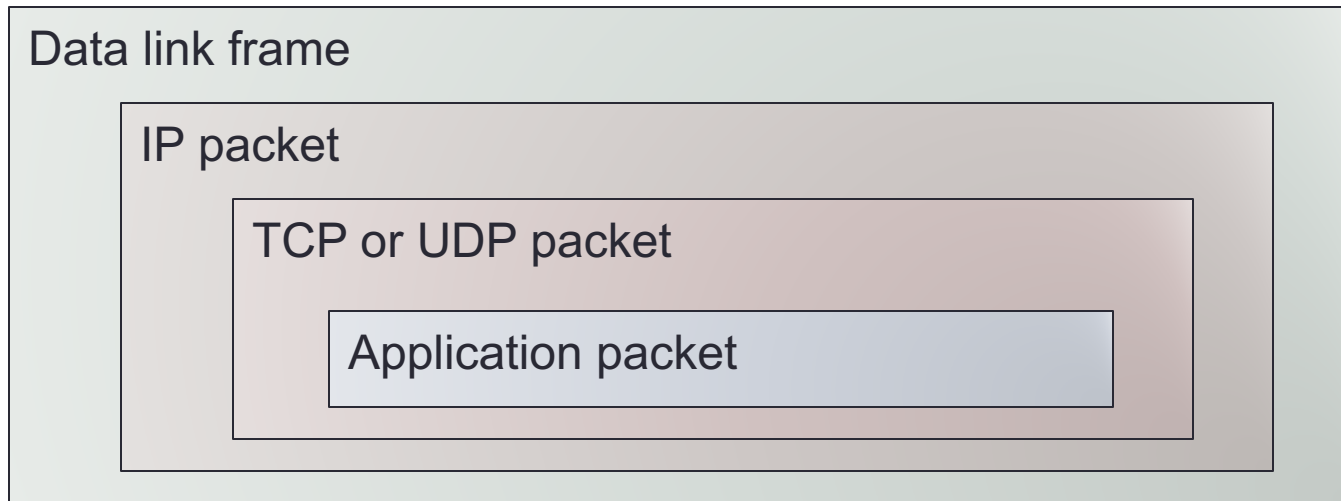 Data link frame
IP packet
TCP or UDP packet
Application packet